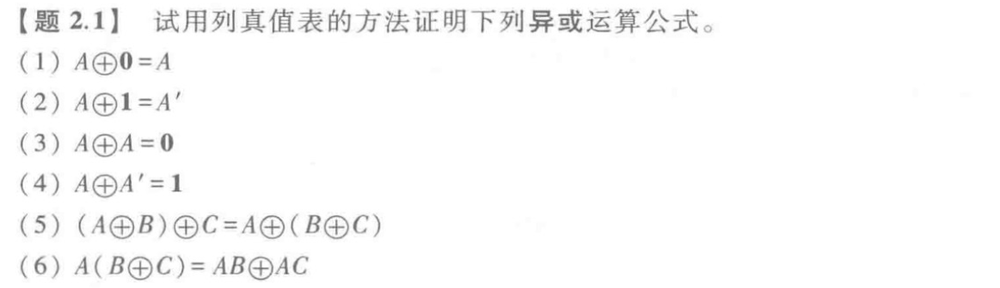 【题 2.1】 试用列真值表的方法证明下列异或运算公式。
(1) A⊕0=A
(2) A⊕1=A′
(3) A⊕A=0
(4) A⊕A′=1
(5) (A⊕B)⊕C=A⊕(B⊕C)
(6) A(B⊕C)= AB⊕AC